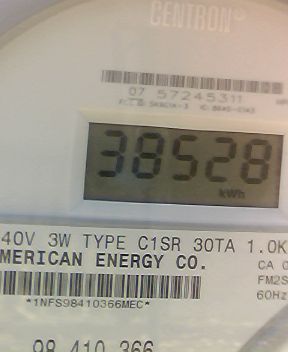 CENTRON
07 57245311
38528
kWh
40V 3W TYPE C1SR 30TA 1.0K
MERICAN ENERGY CO.
CA
FM2S
60Hz
*1NFS98410366MEC*
98 410 366